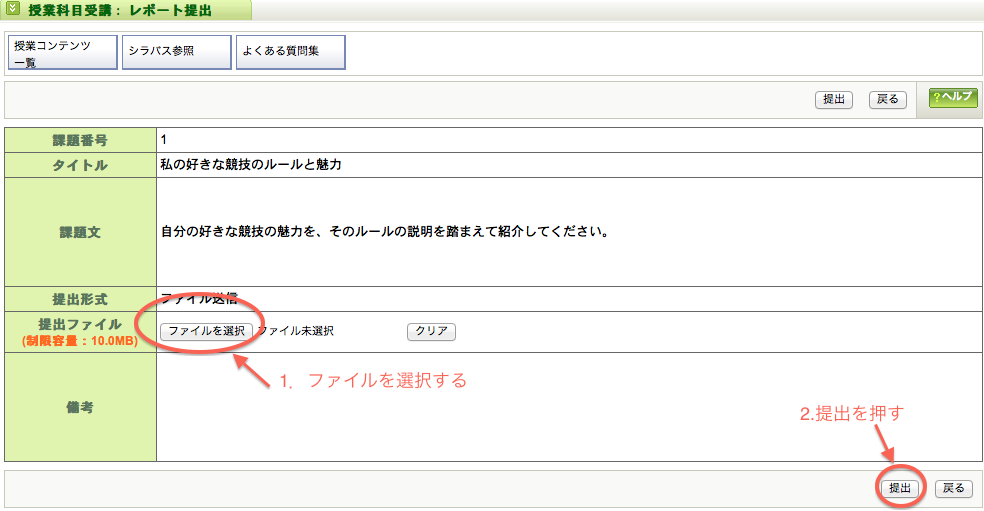 授業科目受講： レポート提出
授業コンテンツ
一覧
シラバス参照
よくある質問集
提出
戻る
?ヘルプ
課題番号
1
タイトル
私の好きな競技のルールと魅力
課題文
自分の好きな競技の魅力を、そのルールの説明を踏まえて紹介してください。
提出形式
ファイル送信
提出ファイル
(制限容量：10.0MB)
ファイルを選択
ファイル未選択
クリア
1．ファイルを選択する
備考
2.提出を押す
提出
戻る